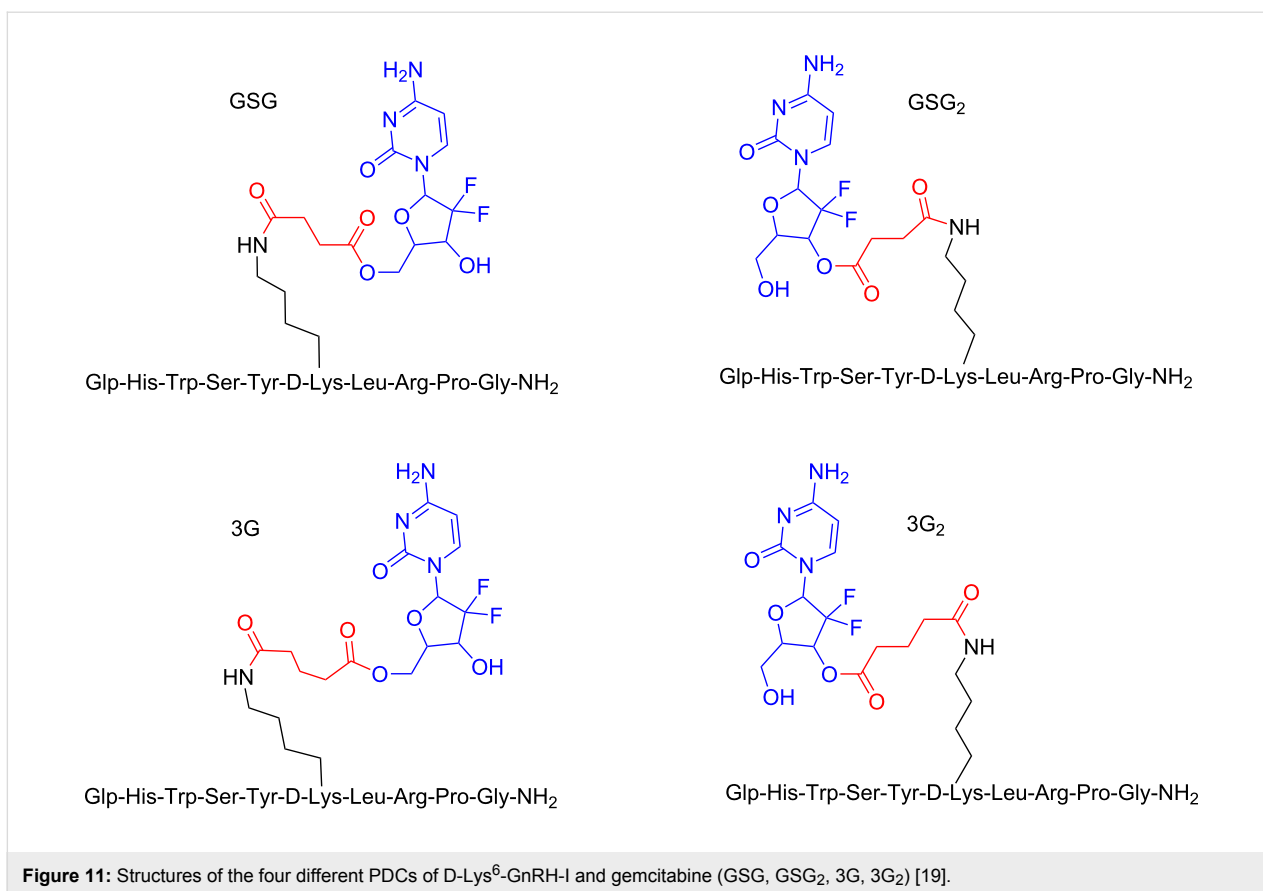 GSG
H₂N
N
O
N
O
O
HN
O
O
F
F
OH
Glp-His-Trp-Ser-Tyr-D-Lys-Leu-Arg-Pro-Gly-NH₂
GSG₂
NH₂
N
O
N
O
F
F
O
NH
O
O
OH
Glp-His-Trp-Ser-Tyr-D-Lys-Leu-Arg-Pro-Gly-NH₂
3G
H₂N
N
O
N
O
O
HN
O
O
F
F
OH
Glp-His-Trp-Ser-Tyr-D-Lys-Leu-Arg-Pro-Gly-NH₂
3G₂
NH₂
N
O
N
O
F
F
O
NH
O
O
OH
Glp-His-Trp-Ser-Tyr-D-Lys-Leu-Arg-Pro-Gly-NH₂
Figure 11: Structures of the four different PDCs of D-Lys⁶-GnRH-I and gemcitabine (GSG, GSG₂, 3G, 3G₂) [19].